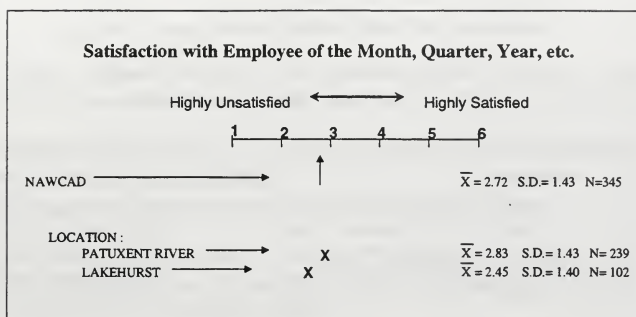 Satisfaction with Employee of the Month, Quarter, Year, etc.
Highly Unsatisfied Highly Satisfied
1 2 3 4 5 6
NAWCAD X̅ = 2.72 S.D.= 1.43 N=345
LOCATION :
PATUXENT RIVER X X̅ = 2.83 S.D.= 1.43 N= 239
LAKEHURST X X̅ = 2.45 S.D.= 1.40 N= 102